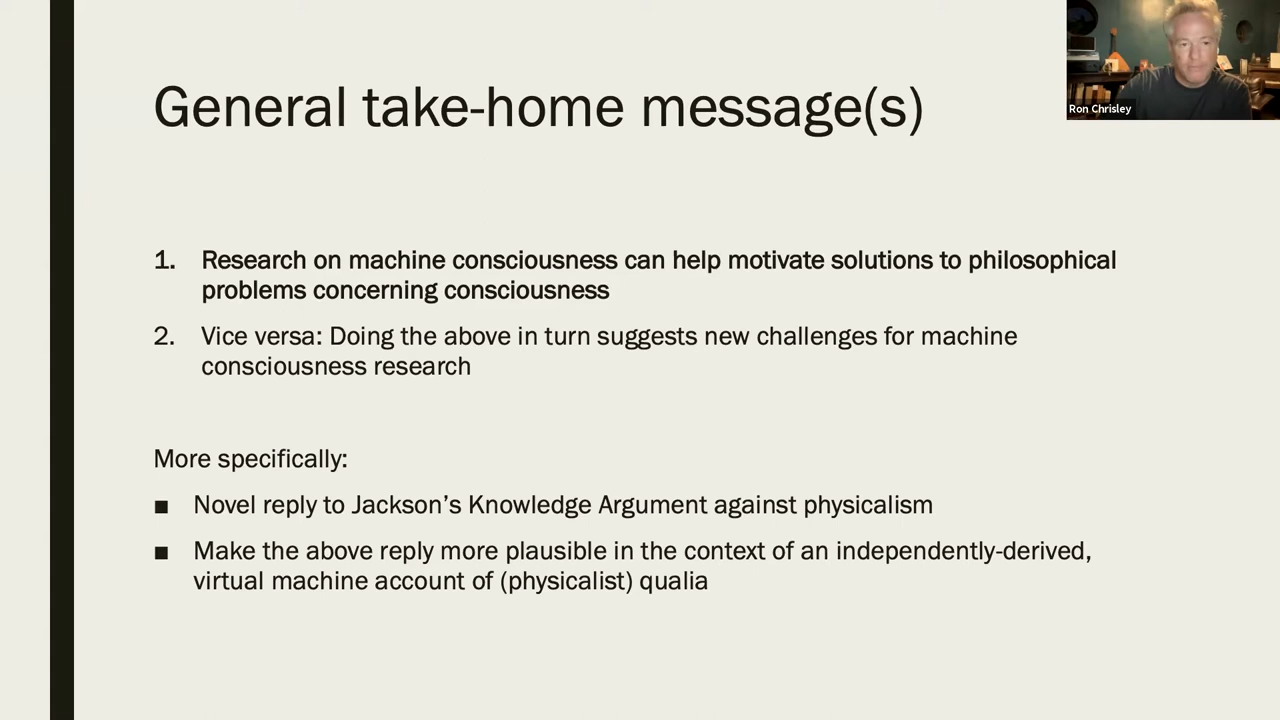 General take-home message(s)
Ron Chrisley
1. Research on machine consciousness can help motivate solutions to philosophical
problems concerning consciousness
2. Vice versa: Doing the above in turn suggests new challenges for machine
consciousness research
More specifically:
■ Novel reply to Jackson’s Knowledge Argument against physicalism
■ Make the above reply more plausible in the context of an independently-derived,
virtual machine account of (physicalist) qualia